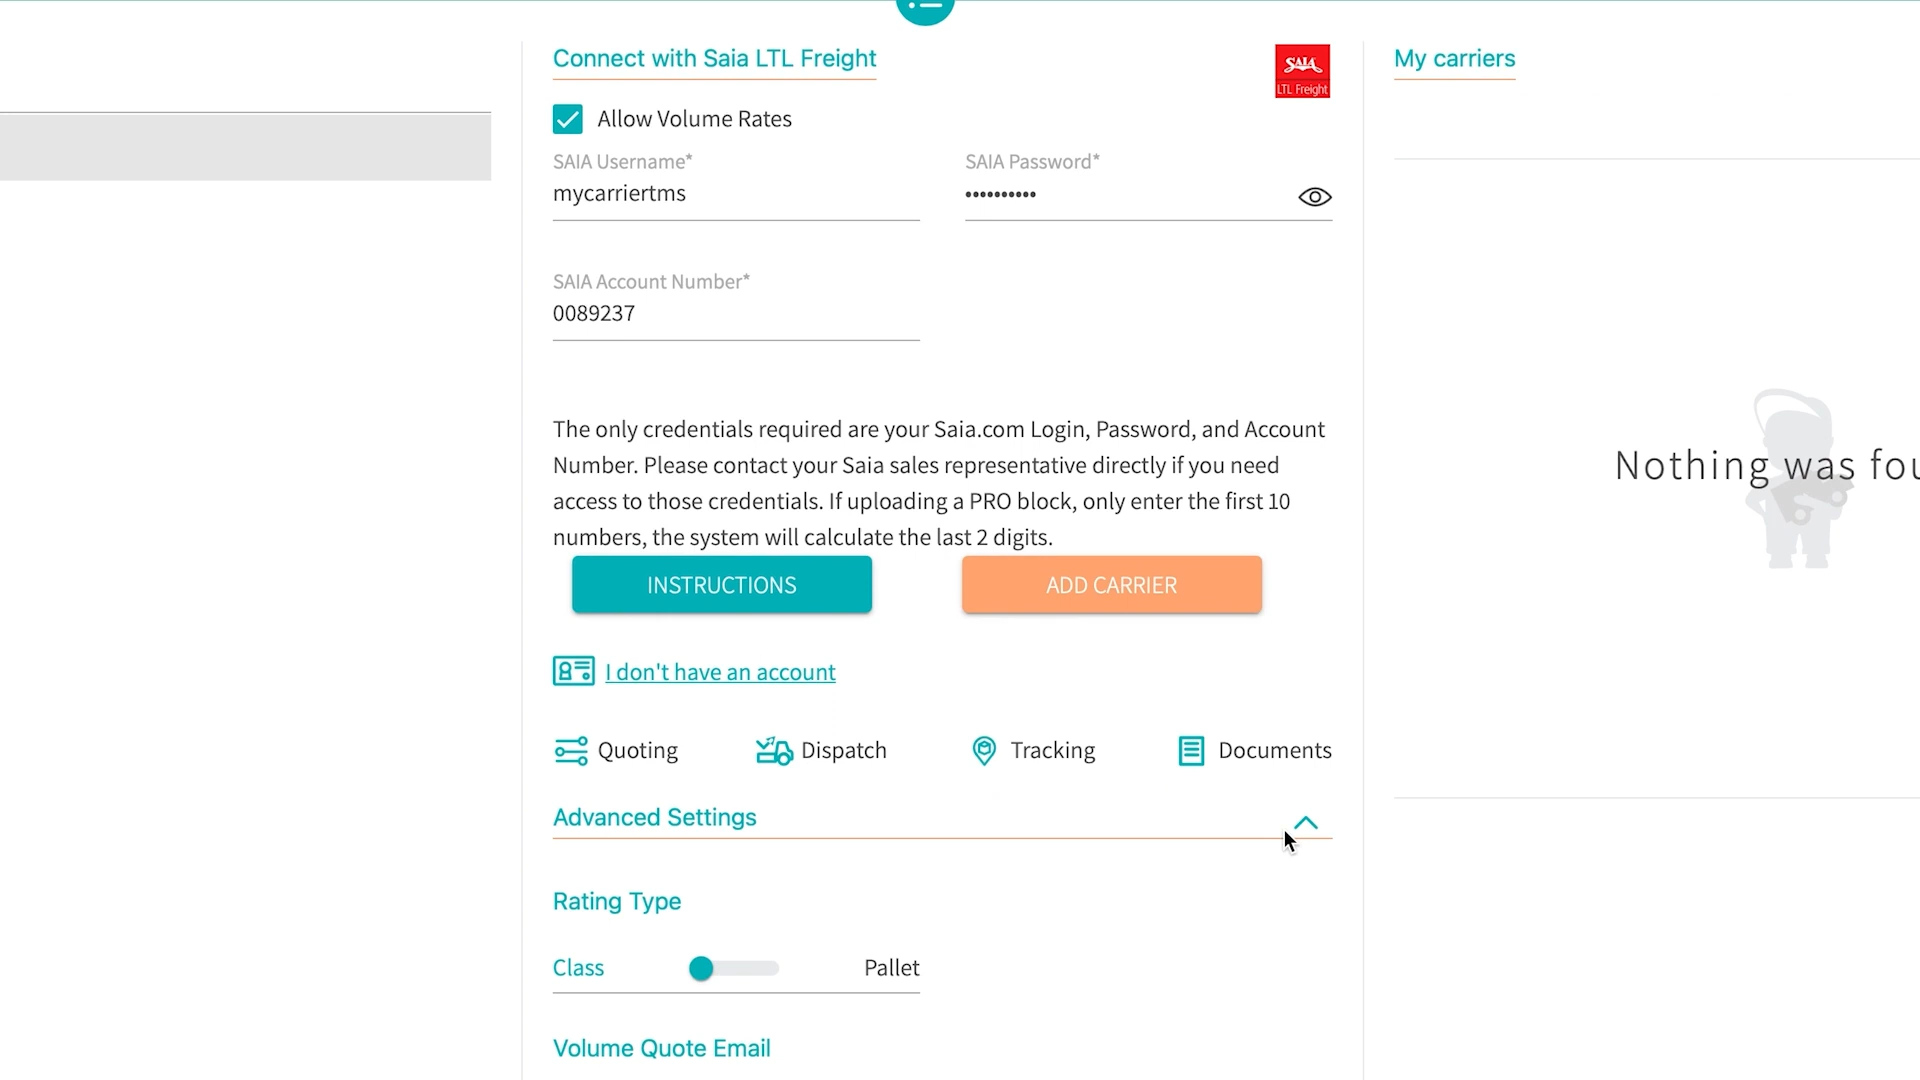 Connect with Saia LTL Freight
SAIA
LTL Freight
My carriers
Allow Volume Rates
SAIA Username*
SAIA Password*
mycarriertms
••••••••••
SAIA Account Number*
0089237
The only credentials required are your Saia.com Login, Password, and Account
Number. Please contact your Saia sales representative directly if you need
access to those credentials. If uploading a PRO block, only enter the first 10
numbers, the system will calculate the last 2 digits.
Nothing was fou
INSTRUCTIONS
ADD CARRIER
I don't have an account
Quoting
Dispatch
Tracking
Documents
Advanced Settings
Rating Type
Class
Pallet
Volume Quote Email